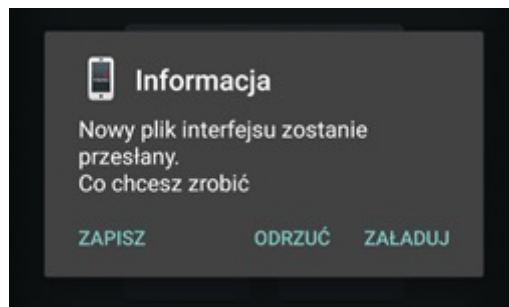 Informacja
Nowy plik interfejsu zostanie
przesłany.
Co chcesz zrobić
ZAPISZ ODRZUĆ ZAŁADUJ